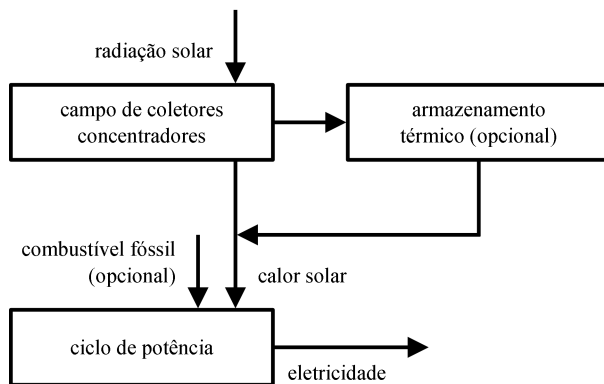 radiação solar
campo de coletores
concentradores
armazenamento
térmico (opcional)
combustível fóssil
(opcional)
calor solar
ciclo de potência
eletricidade